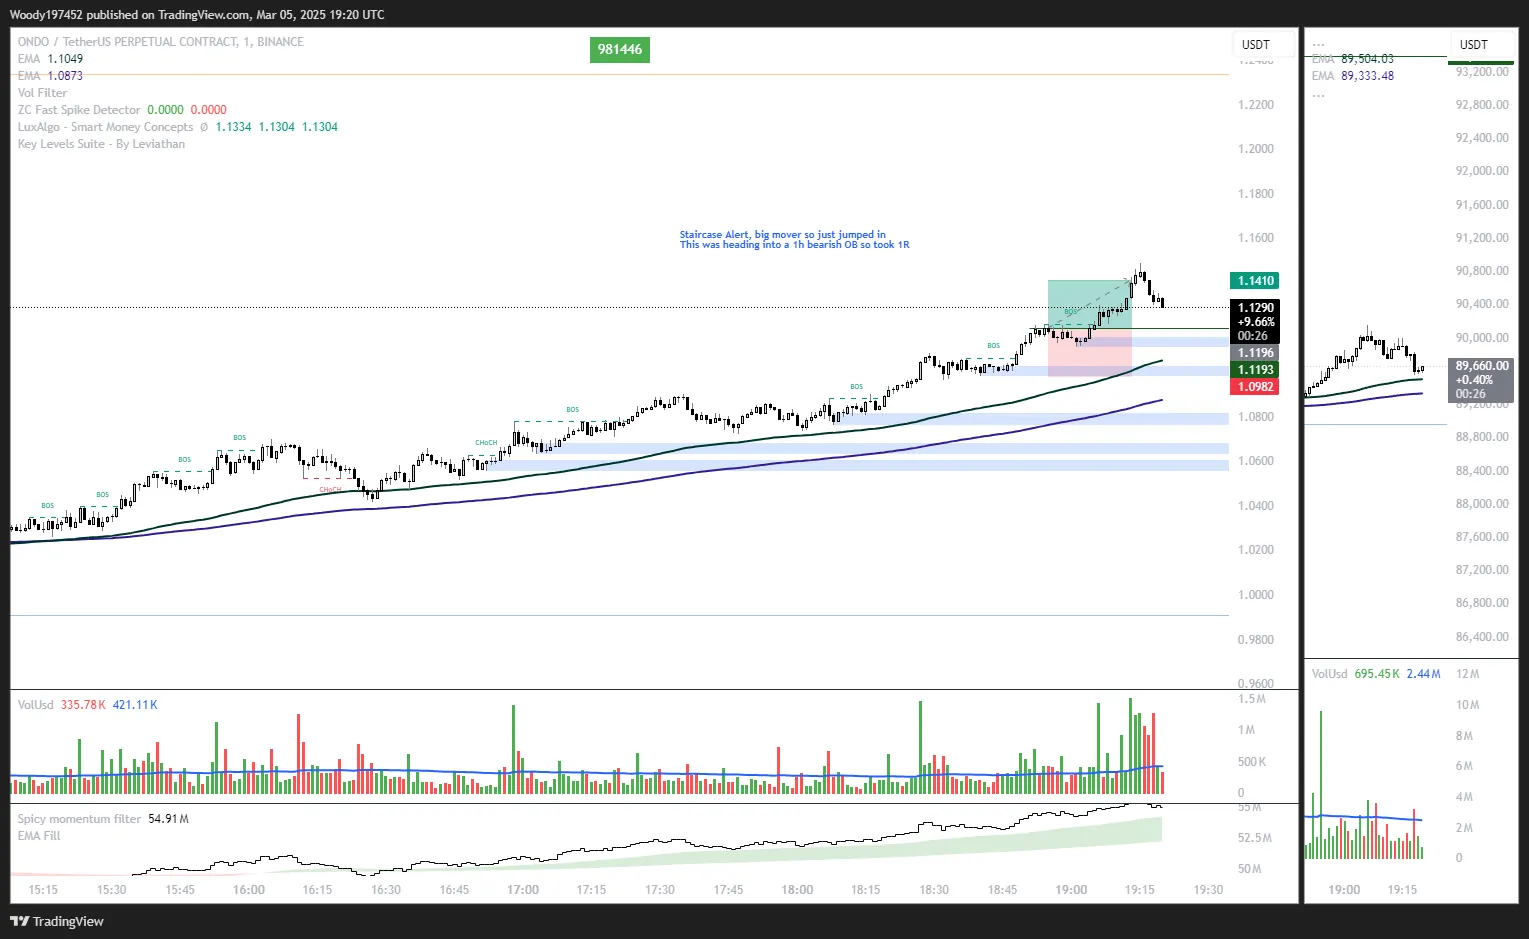 Woody197452 published on TradingView.com, Mar 05, 2025 19:20 UTC
ONDO / TetherUS PERPETUAL CONTRACT, 1, BINANCE
EMA 1.1049
EMA 1.0873
Vol Filter
ZC Fast Spike Detector 0.0000 0.0000
LuxAlgo - Smart Money Concepts Ø 1.1334 1.1304 1.1304
Key Levels Suite - By Leviathan
981446
Staircase Alert, big mover so just jumped in
This was heading into a 1h bearish OB so took 1R
BOS
BOS
BOS
BOS
CHoCH
CHoCH
BOS
BOS
BOS
BOS
USDT
1.2400
1.2200
1.2000
1.1800
1.1600
1.1410
1.1290
+9.66%
00:26
1.1196
1.1193
1.0982
1.0800
1.0600
1.0400
1.0200
1.0000
0.9800
0.9600
VolUsd 335.78K 421.11K
1.5M
1M
500K
0
Spicy momentum filter 54.91M
EMA Fill
55M
52.5M
50M
15:15 15:30 15:45 16:00 16:15 16:30 16:45 17:00 17:15 17:30 17:45 18:00 18:15 18:30 18:45 19:00 19:15 19:30
...
EMA 89,504.03
EMA 89,333.48
...
USDT
93,200.00
92,800.00
92,400.00
92,000.00
91,600.00
91,200.00
90,800.00
90,400.00
90,000.00
89,660.00
+0.40%
00:26
89,200.00
88,800.00
88,400.00
88,000.00
87,600.00
87,200.00
86,800.00
86,400.00
VolUsd 695.45K 2.44M
12M
10M
8M
6M
4M
2M
0
19:00 19:15
TradingView